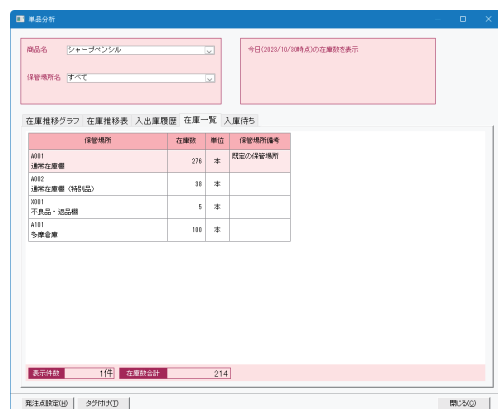 単品分析
商品名 シャープペンシル
保管場所名 すべて
今日(2023/10/30時点)の在庫数を表示
在庫推移グラフ 在庫推移表 入出庫履歴 在庫一覧 入庫待ち
保管場所 在庫数 単位 保管場所備考
A001
通常在庫棚 276 本 既定の保管場所
A002
通常在庫棚（特別品） 38 本
X001
不良品・返品棚 5 本
A101
多摩倉庫 100 本
表示件数 1件 在庫数合計 214
発注点設定(H) タグ付け(T) 閉じる(C)